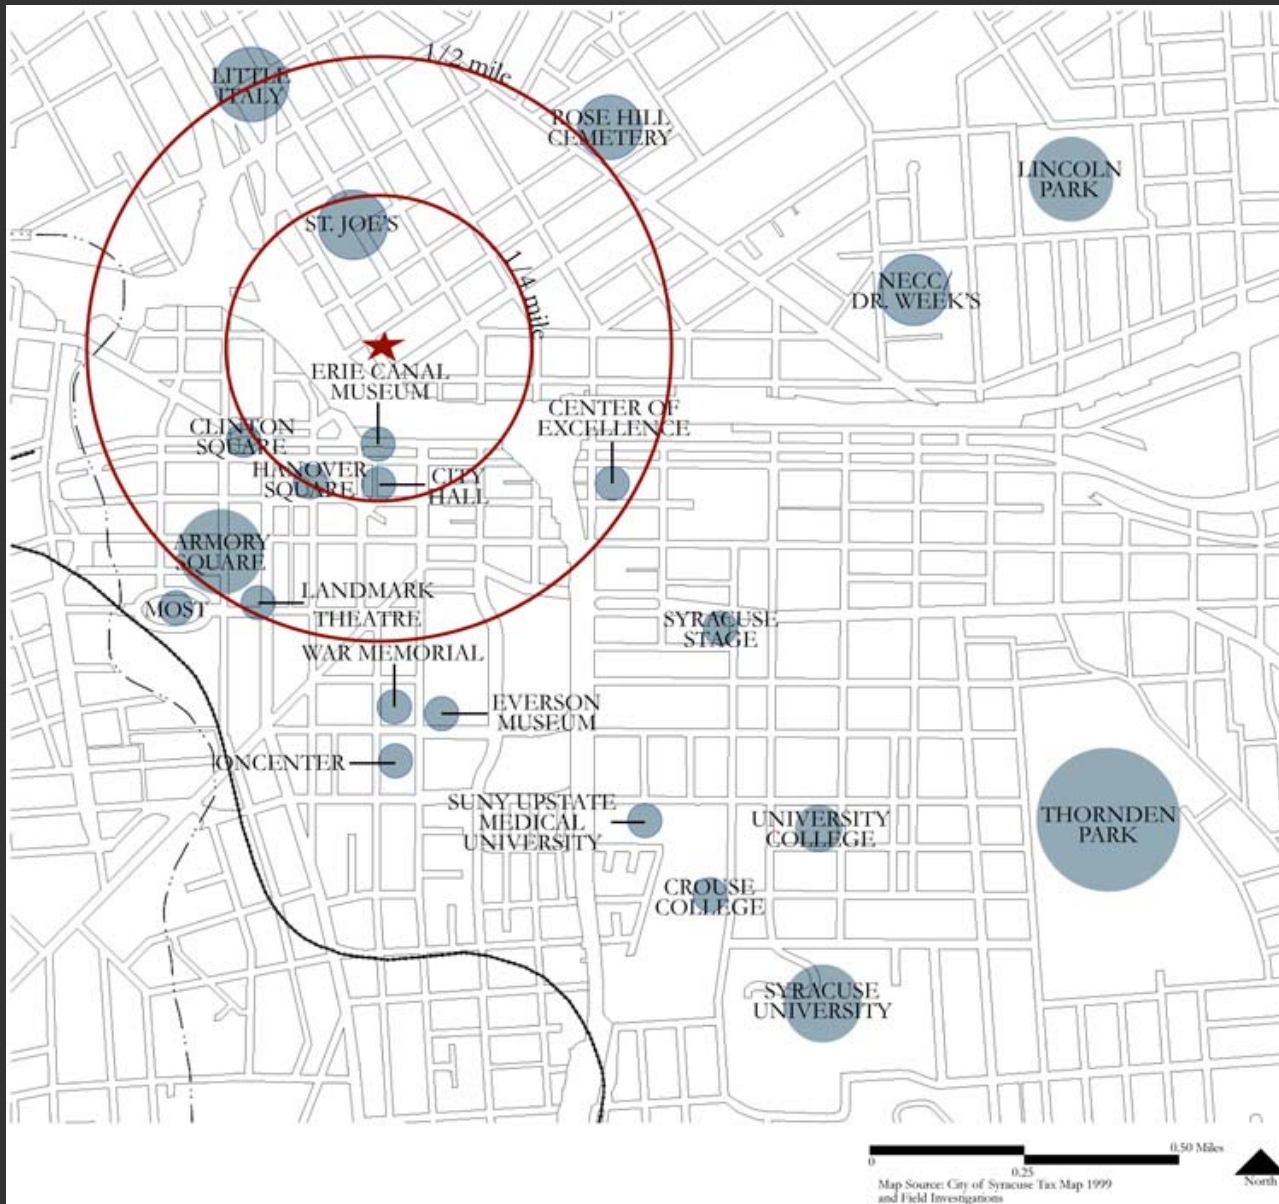 1/2 mile
LITTLE
ITALY
ROSE HILL
CEMETERY
LINCOLN
PARK
ST. JOE'S
1/4 mile
NECC/
DR. WEEK'S
ERIE CANAL
MUSEUM
CENTER OF
EXCELLENCE
CLINTON
SQUARE
HANOVER
SQUARE
CITY
HALL
ARMORY
SQUARE
MOST
LANDMARK
THEATRE
SYRACUSE
STAGE
WAR MEMORIAL
EVERSON
MUSEUM
ONCENTER
SUNY UPSTATE
MEDICAL
UNIVERSITY
UNIVERSITY
COLLEGE
THORNDEN
PARK
CROUSE
COLLEGE
SYRACUSE
UNIVERSITY
0
0.25
0.50 Miles
North
Map Source: City of Syracuse Tax Map 1999
and Field Investigations